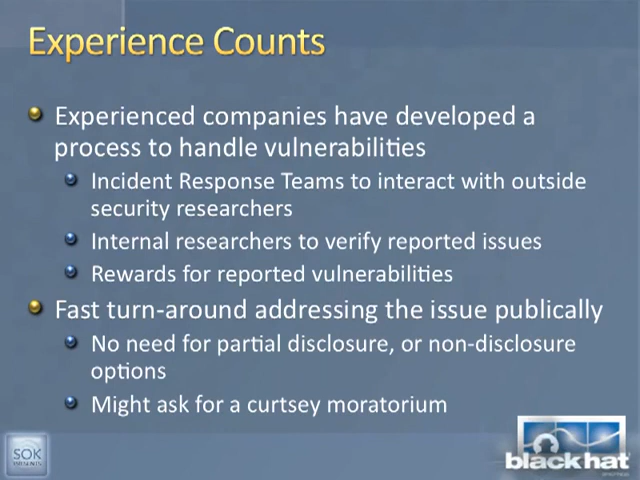 Experience Counts
Experienced companies have developed a
process to handle vulnerabilities
Incident Response Teams to interact with outside
security researchers
Internal researchers to verify reported issues
Rewards for reported vulnerabilities
Fast turn-around addressing the issue publically
No need for partial disclosure, or non-disclosure
options
Might ask for a curtsey moratorium
SOK
black hat